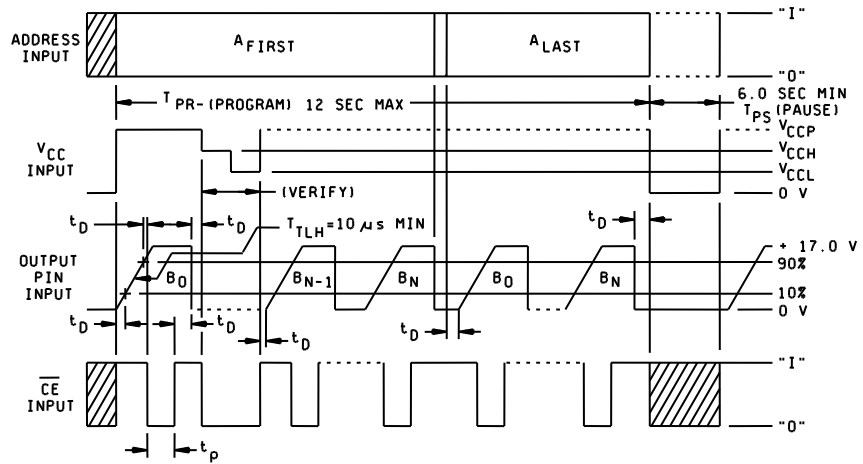 ADDRESS INPUT
A FIRST
A LAST
"I"
"O"
T PR- (PROGRAM) 12 SEC MAX
6.0 SEC MIN
T PS (PAUSE)
V CC INPUT
V CCP
V CCH
V CCL
0 V
(VERIFY)
t D
t D
T TLH = 10 µs MIN
t D
OUTPUT PIN INPUT
B 0
B N-1
B N
B 0
B N
+ 17.0 V
90%
10%
0 V
t D
t D
t D
t D
CE INPUT
"I"
"O"
t p